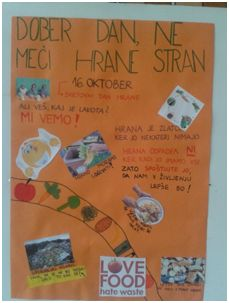 DOBER DAN, NE
MEČI HRANE STRAN
16. OKTOBER
SVETOVNI DAN HRANE
ALI VEŠ, KAJ JE LAKOTA?
MI VEMO!
HRANA JE ZLATO,
KER JO NEKATERI NIMAJO
HRANA ODPADEK NI
KER RADI JO IMAMO VSI
ZATO SPOŠTUJTE JO,
DA NAM V ŽIVLJENJU
LEPŠE BO!
LOVE
FOOD
hate waste